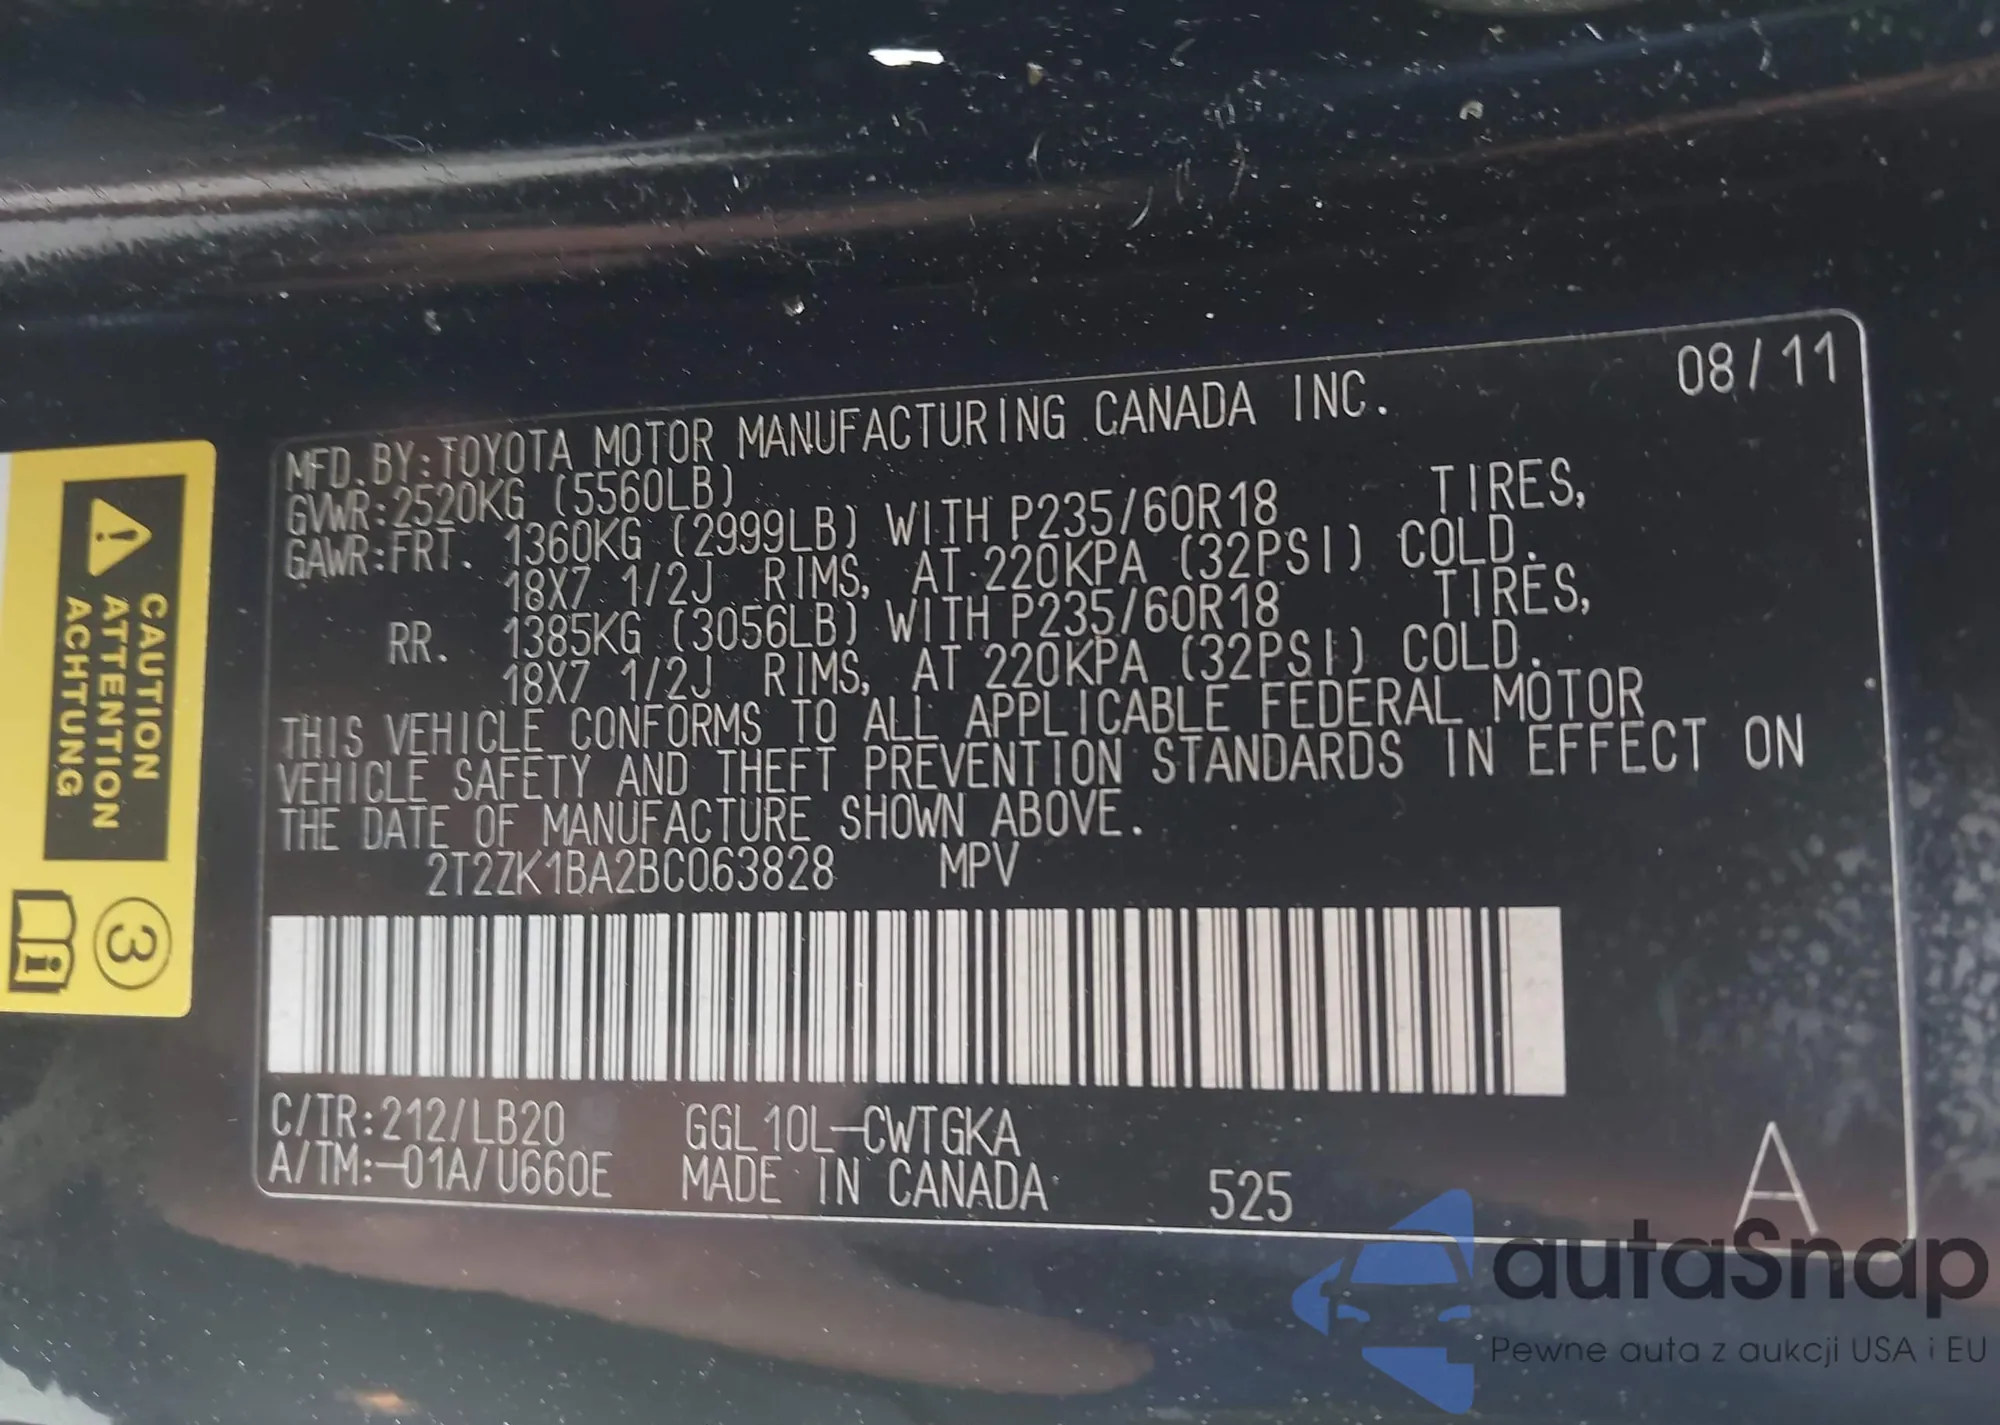 08/11
MFD.BY:TOYOTA MOTOR MANUFACTURING CANADA INC.
GVWR:2520KG (5560LB)
GAWR:FRT. 1360KG (2999LB) WITH P235/60R18 TIRES,
18X7 1/2J RIMS, AT 220KPA (32PSI) COLD.
RR. 1385KG (3056LB) WITH P235/60R18 TIRES,
18X7 1/2J RIMS, AT 220KPA (32PSI) COLD.
THIS VEHICLE CONFORMS TO ALL APPLICABLE FEDERAL MOTOR
VEHICLE SAFETY AND THEFT PREVENTION STANDARDS IN EFFECT ON
THE DATE OF MANUFACTURE SHOWN ABOVE.
2T2ZK1BA2BC063828 MPV
C/TR:212/LB20 GGL10L-CWTGKA
A/TM:-01A/U660E MADE IN CANADA 525 A
CAUTION
ATTENTION
ACHTUNG
3
i
autaSnap
Pewne auta z aukcji USA i EU